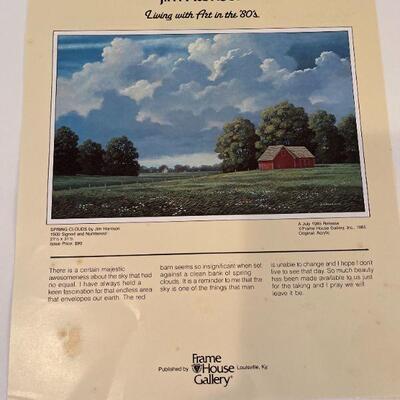 Living with Art in the '80's.
SPRING CLOUDS by Jim Harrison
1500 Signed and Numbered
Issue Price: $90
A July 1985 Release
©Frame House Gallery, Inc., 1985
Original: Acrylic
There is a certain majestic
awesomeness about the sky that had
no equal. I have always held a
keen fascination for that endless area
that envelopes our earth. The red
barn seems so insignificant when set
against a clean bank of spring
clouds. It is a reminder to me that the
sky is one of the things that man
is unable to change and I hope I don't
live to see that day. So much beauty
has been made available to us just
for the taking and I pray we will
leave it be.
Frame
House
Gallery®
Published by
Louisville, Ky.